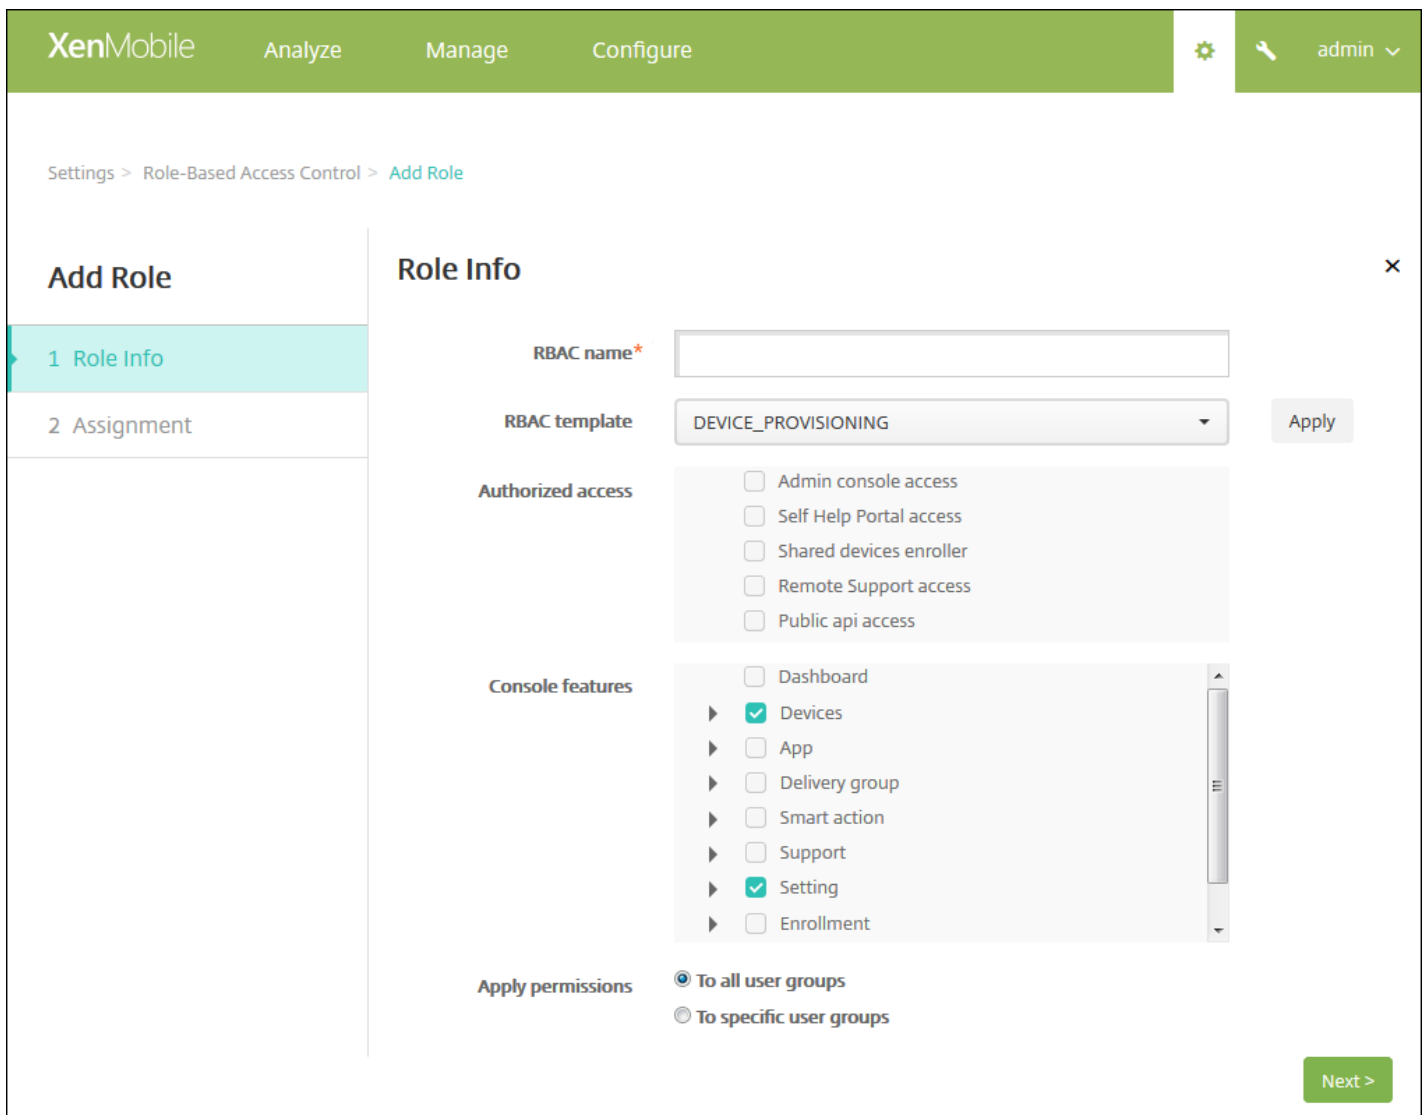 XenMobile Analyze Manage Configure admin
Settings > Role-Based Access Control > Add Role
Add Role
1 Role Info
2 Assignment
Role Info
RBAC name*
RBAC template DEVICE_PROVISIONING Apply
Authorized access
Admin console access
Self Help Portal access
Shared devices enroller
Remote Support access
Public api access
Console features
Dashboard
Devices
App
Delivery group
Smart action
Support
Setting
Enrollment
Apply permissions
To all user groups
To specific user groups
Next >